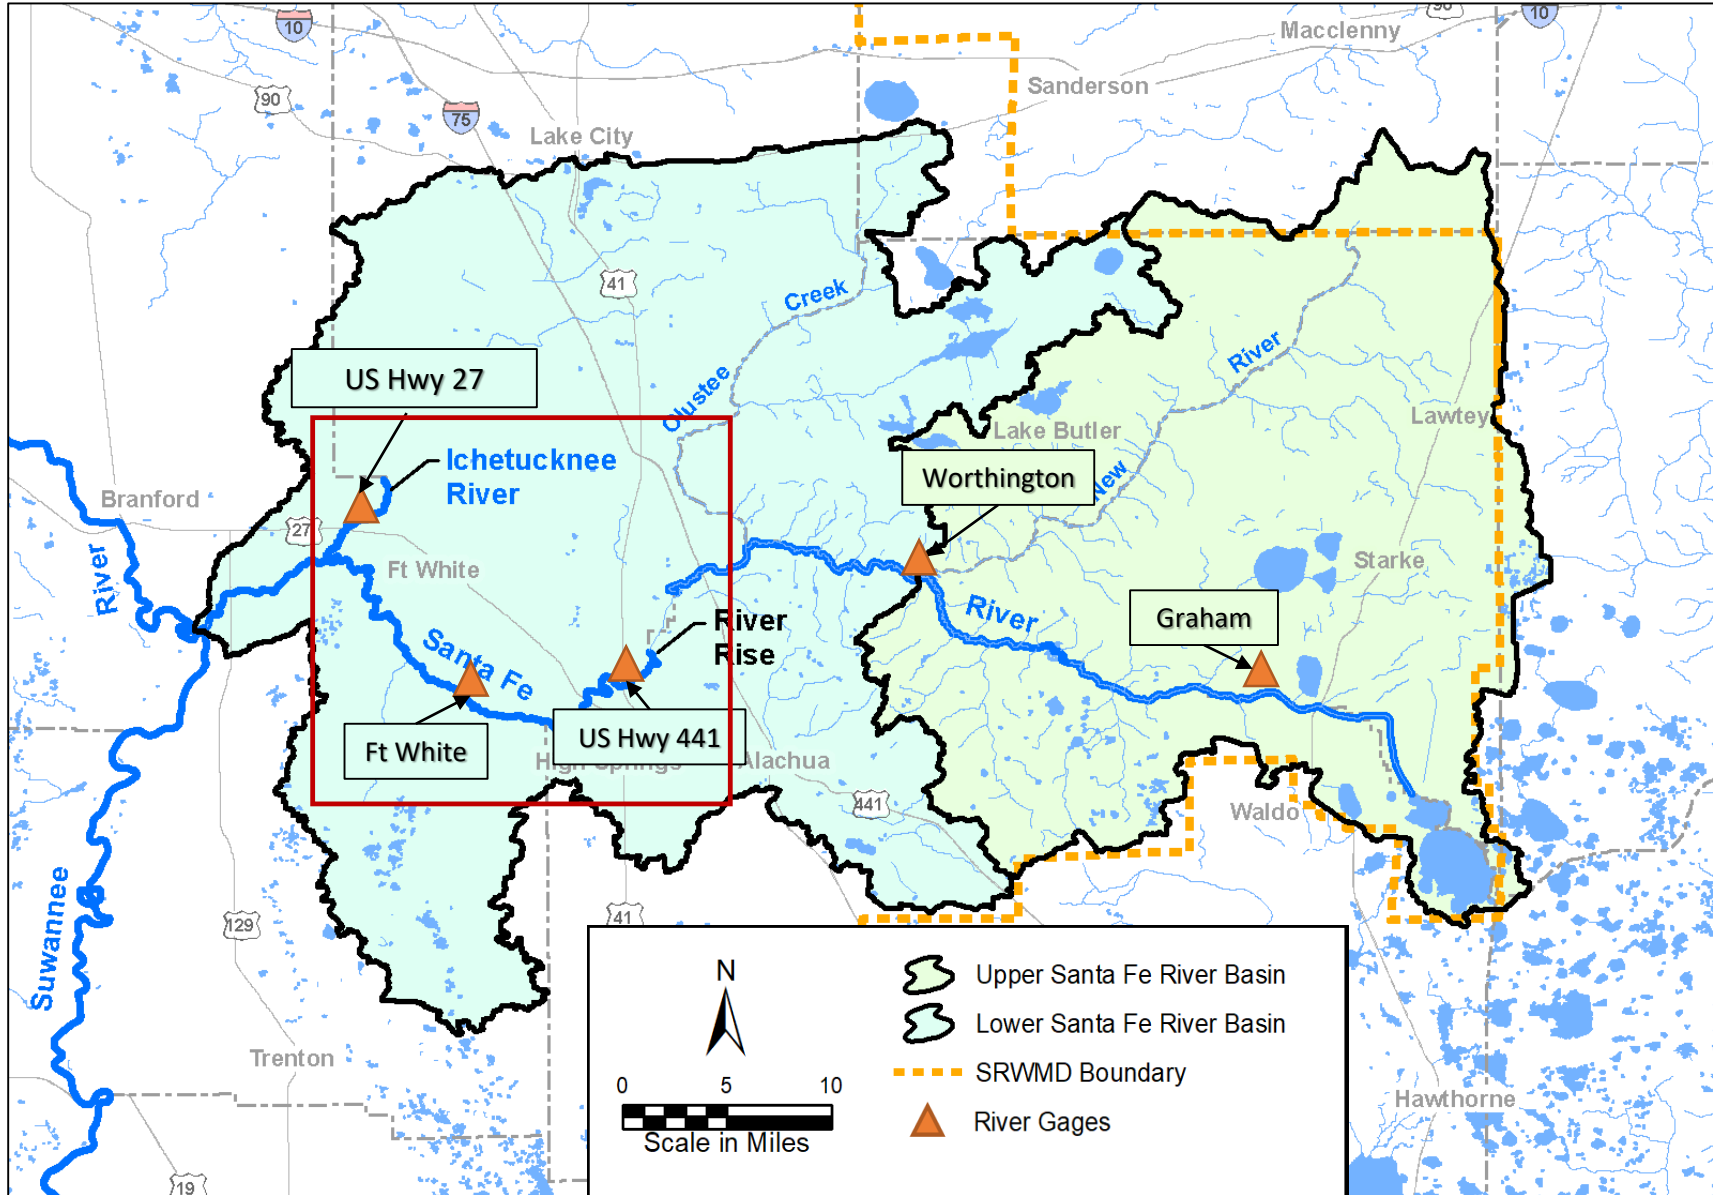 10
90
10
Macclenny
Sanderson
90
75
Lake City
41
Creek
US Hwy 27
River
Olustee
Lawtey
Lake Butler
Ichetucknee
River
Worthington
New
Branford
27
Ft White
Starke
River
River
Graham
River
Rise
Santa Fe
Ft White
US Hwy 441
High Springs
Alachua
441
Waldo
Suwannee
129
41
N
Upper Santa Fe River Basin
Lower Santa Fe River Basin
Trenton
SRWMD Boundary
0 5 10
Hawthorne
River Gages
Scale in Miles
19